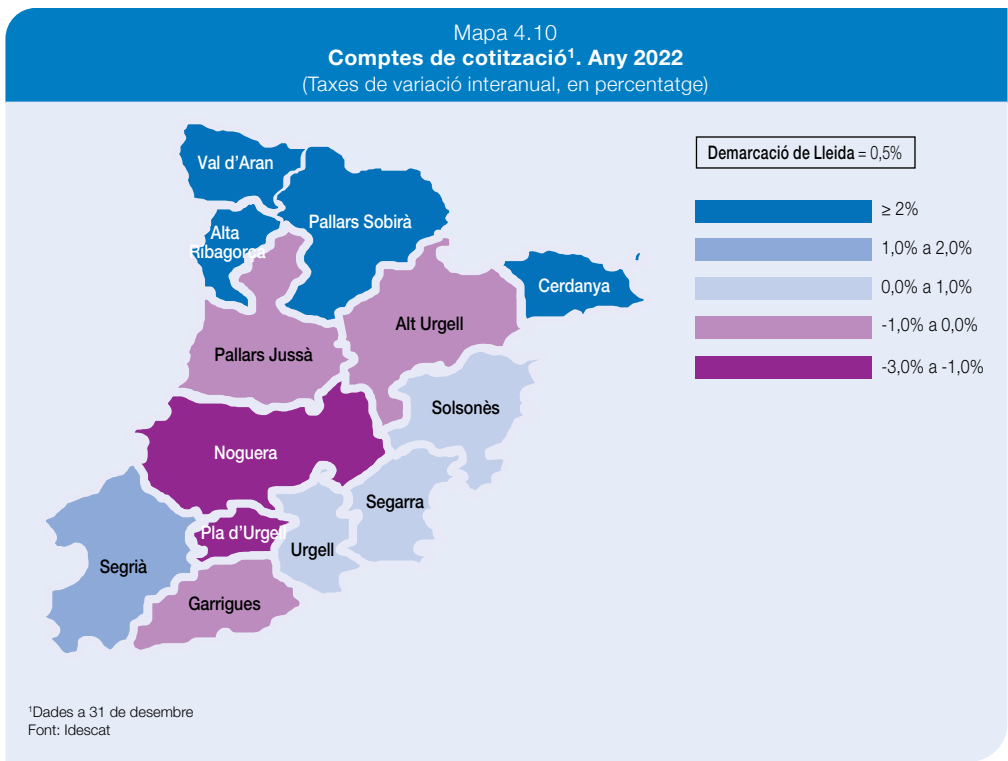 Mapa 4.10
Comptes de cotització¹. Any 2022
(Taxes de variació interanual, en percentatge)
Demarcació de Lleida = 0,5%
≥ 2%
1,0% a 2,0%
0,0% a 1,0%
-1,0% a 0,0%
-3,0% a -1,0%
Val d'Aran
Pallars Sobirà
Alta
Ribagorça
Cerdanya
Alt Urgell
Pallars Jussà
Solsonès
Noguera
Segarra
Pla d'Urgell
Urgell
Segrià
Garrigues
¹Dades a 31 de desembre
Font: Idescat